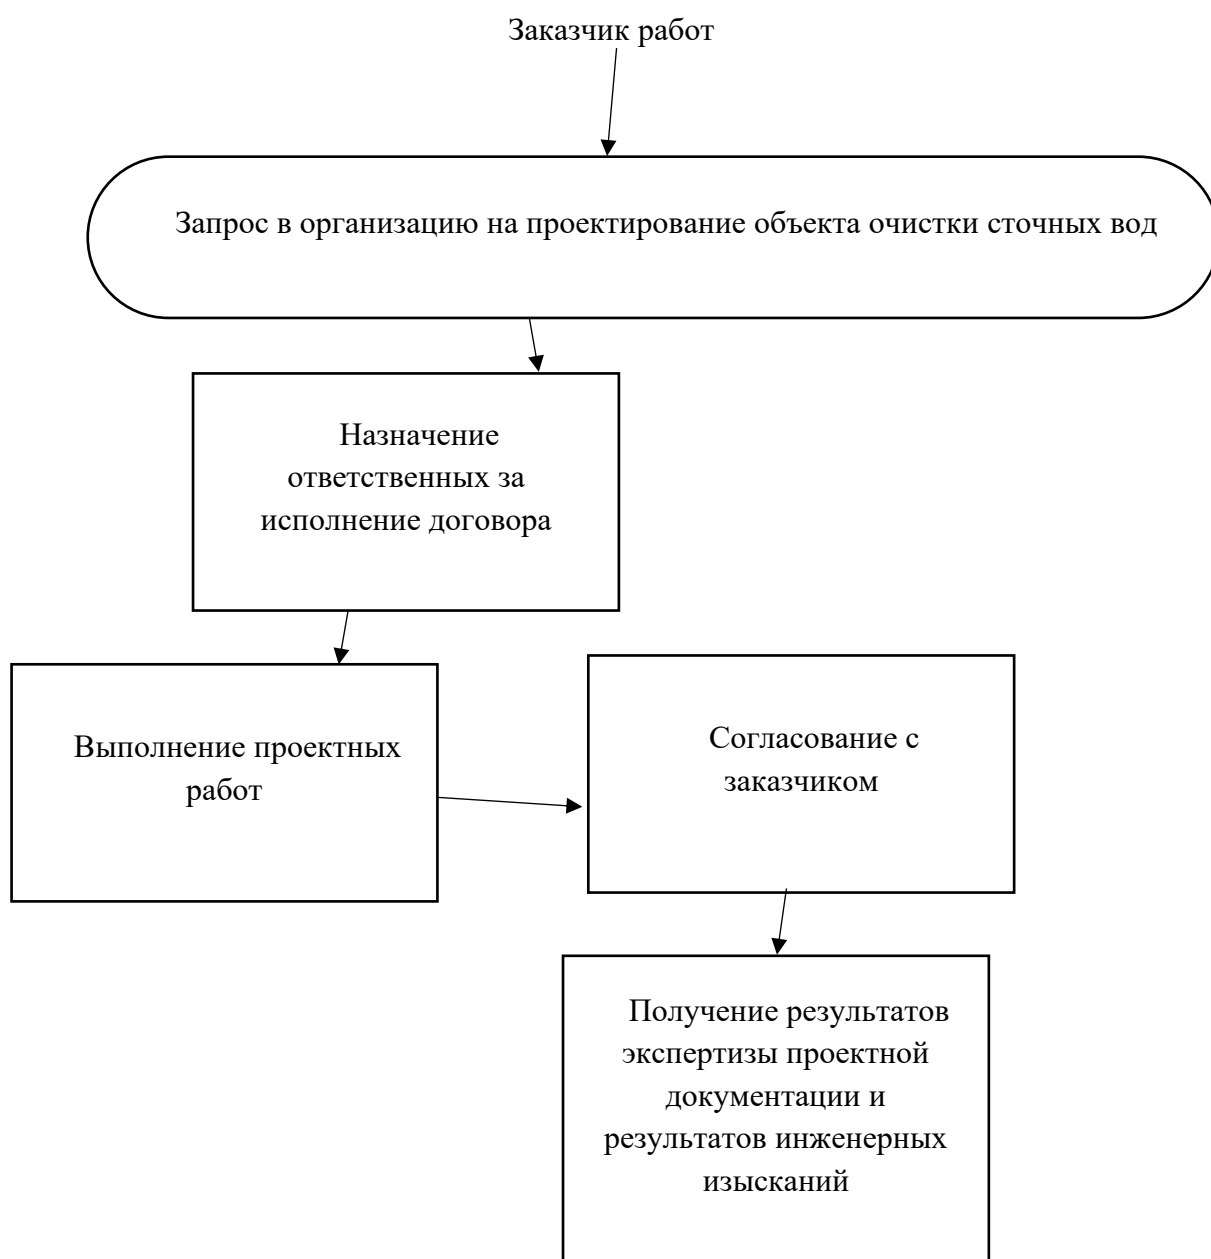 Заказчик работ
Запрос в организацию на проектирование объекта очистки сточных вод
Назначение
ответственных за
исполнение договора
Выполнение проектных
работ
Согласование с
заказчиком
Получение результатов
экспертизы проектной
документации и
результатов инженерных
изысканий